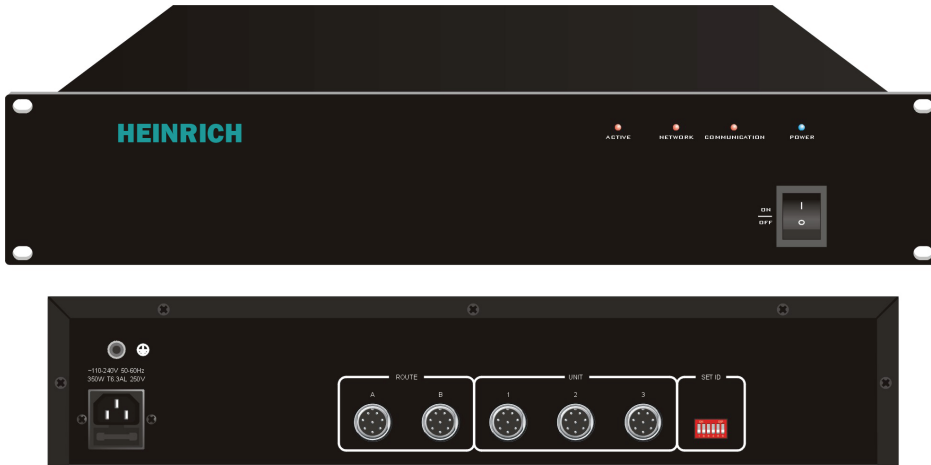 HEINRICH
ACTIVE NETWORK COMMUNICATION POWER
ON
OFF
I
O
~110-240V 50-60Hz
350W T6.3AL 250V
ROUTE UNIT SET ID
A B 1 2 3